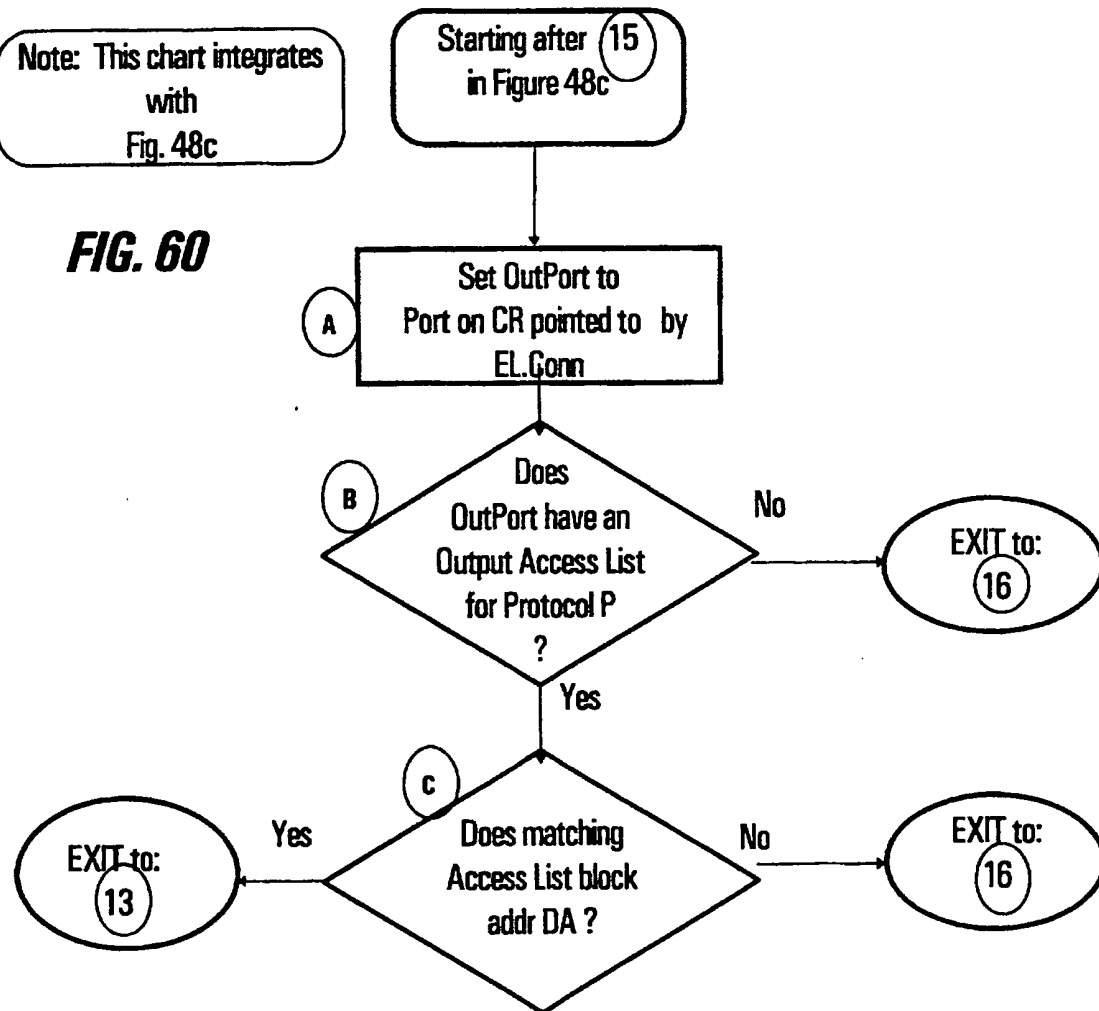 Note: This chart integrates
with
Fig. 48c
Starting after 15
in Figure 48c
FIG. 60
A
Set OutPort to
Port on CR pointed to by
EL.Conn
B
Does
OutPort have an
Output Access List
for Protocol P
?
No
EXIT to:
16
Yes
C
Does matching
Access List block
addr DA ?
Yes
EXIT to:
13
No
EXIT to:
16